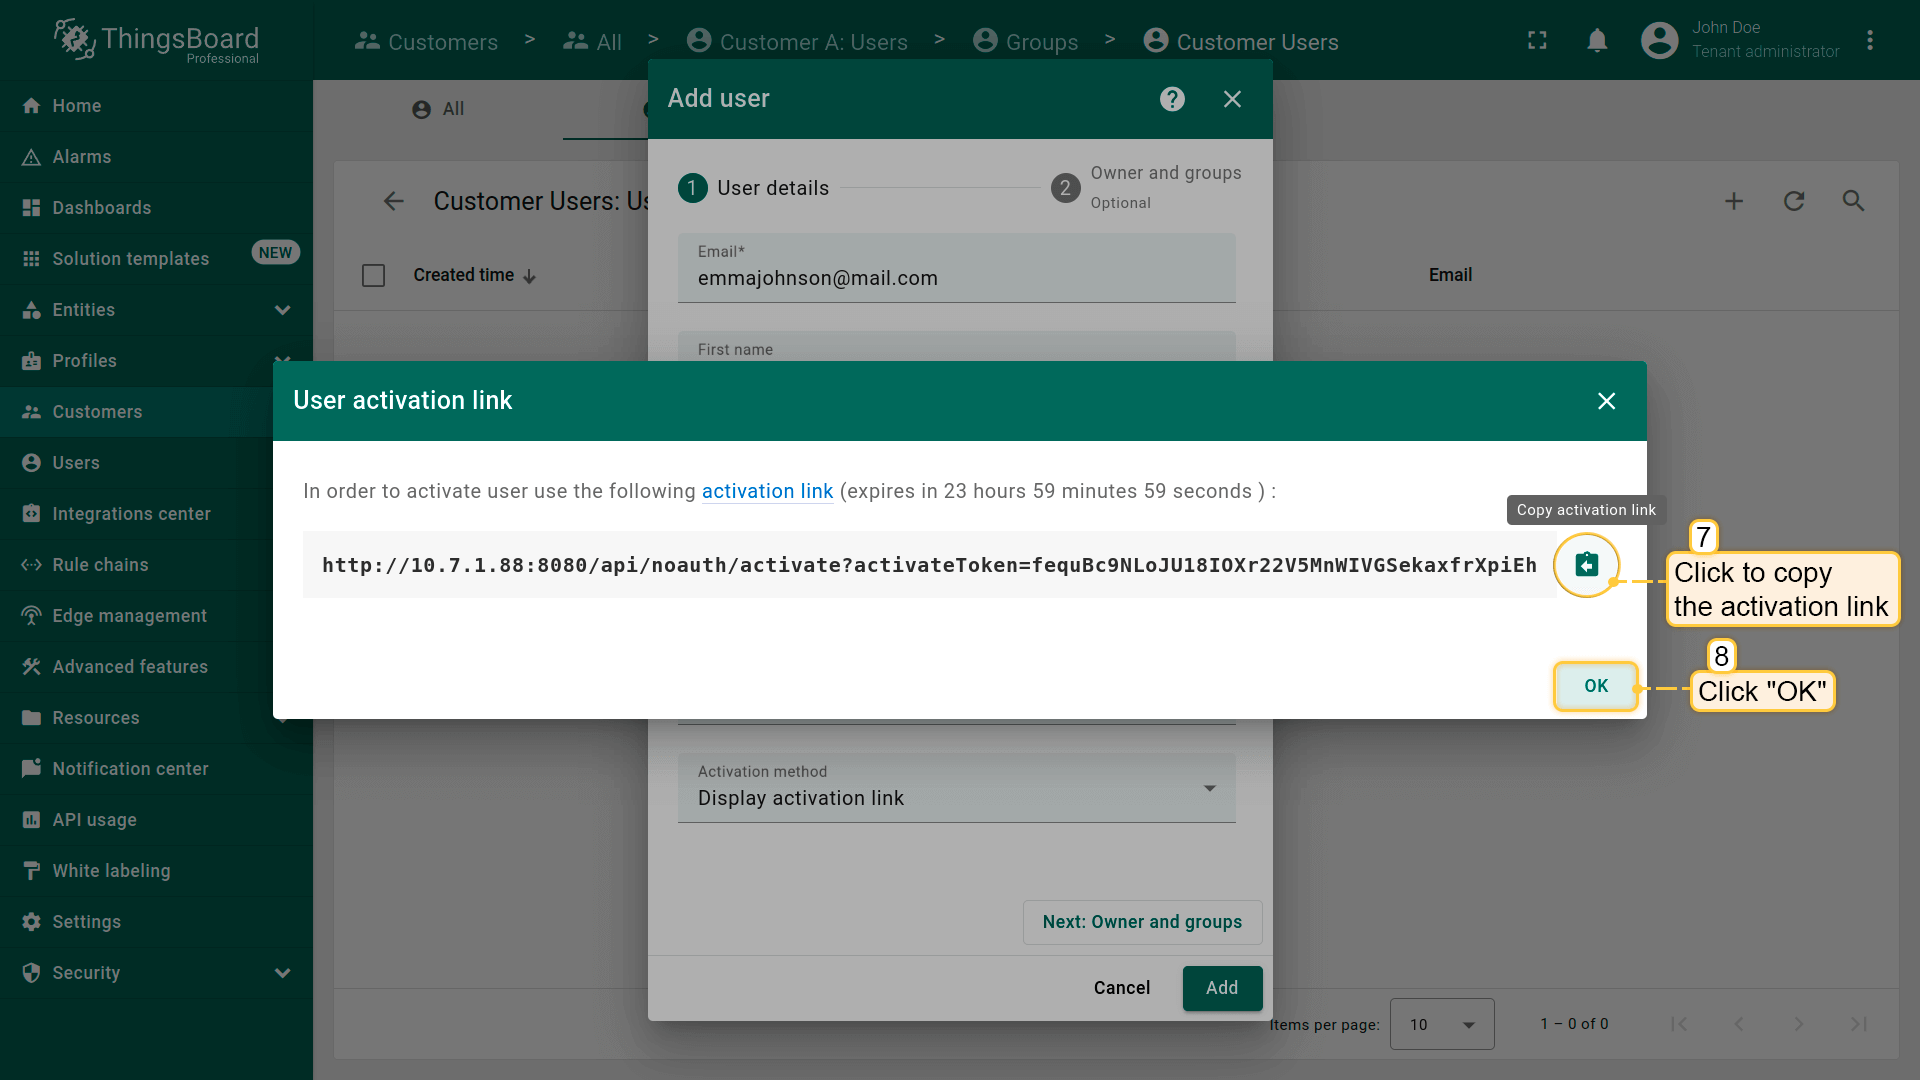 ThingsBoard
Professional
Customers > All > Customer A: Users > Groups > Customer Users
John Doe
Tenant administrator
Home
Alarms
Dashboards
Solution templates NEW
Entities
Profiles
Customers
Users
Integrations center
Rule chains
Edge management
Advanced features
Resources
Notification center
API usage
White labeling
Settings
Security
All
Customer Users: Us
Created time
Email
Add user
1 User details
2 Owner and groups
Optional
Email*
emmajohnson@mail.com
First name
User activation link
In order to activate user use the following activation link (expires in 23 hours 59 minutes 59 seconds ) :
Copy activation link
http://10.7.1.88:8080/api/noauth/activate?activateToken=fequBc9NLoJU18IOXr22V5MnWIVGSekaxfrXpiEh
7
Click to copy
the activation link
OK
8
Click "OK"
Activation method
Display activation link
Next: Owner and groups
Cancel
Add
Items per page: 10
1 – 0 of 0